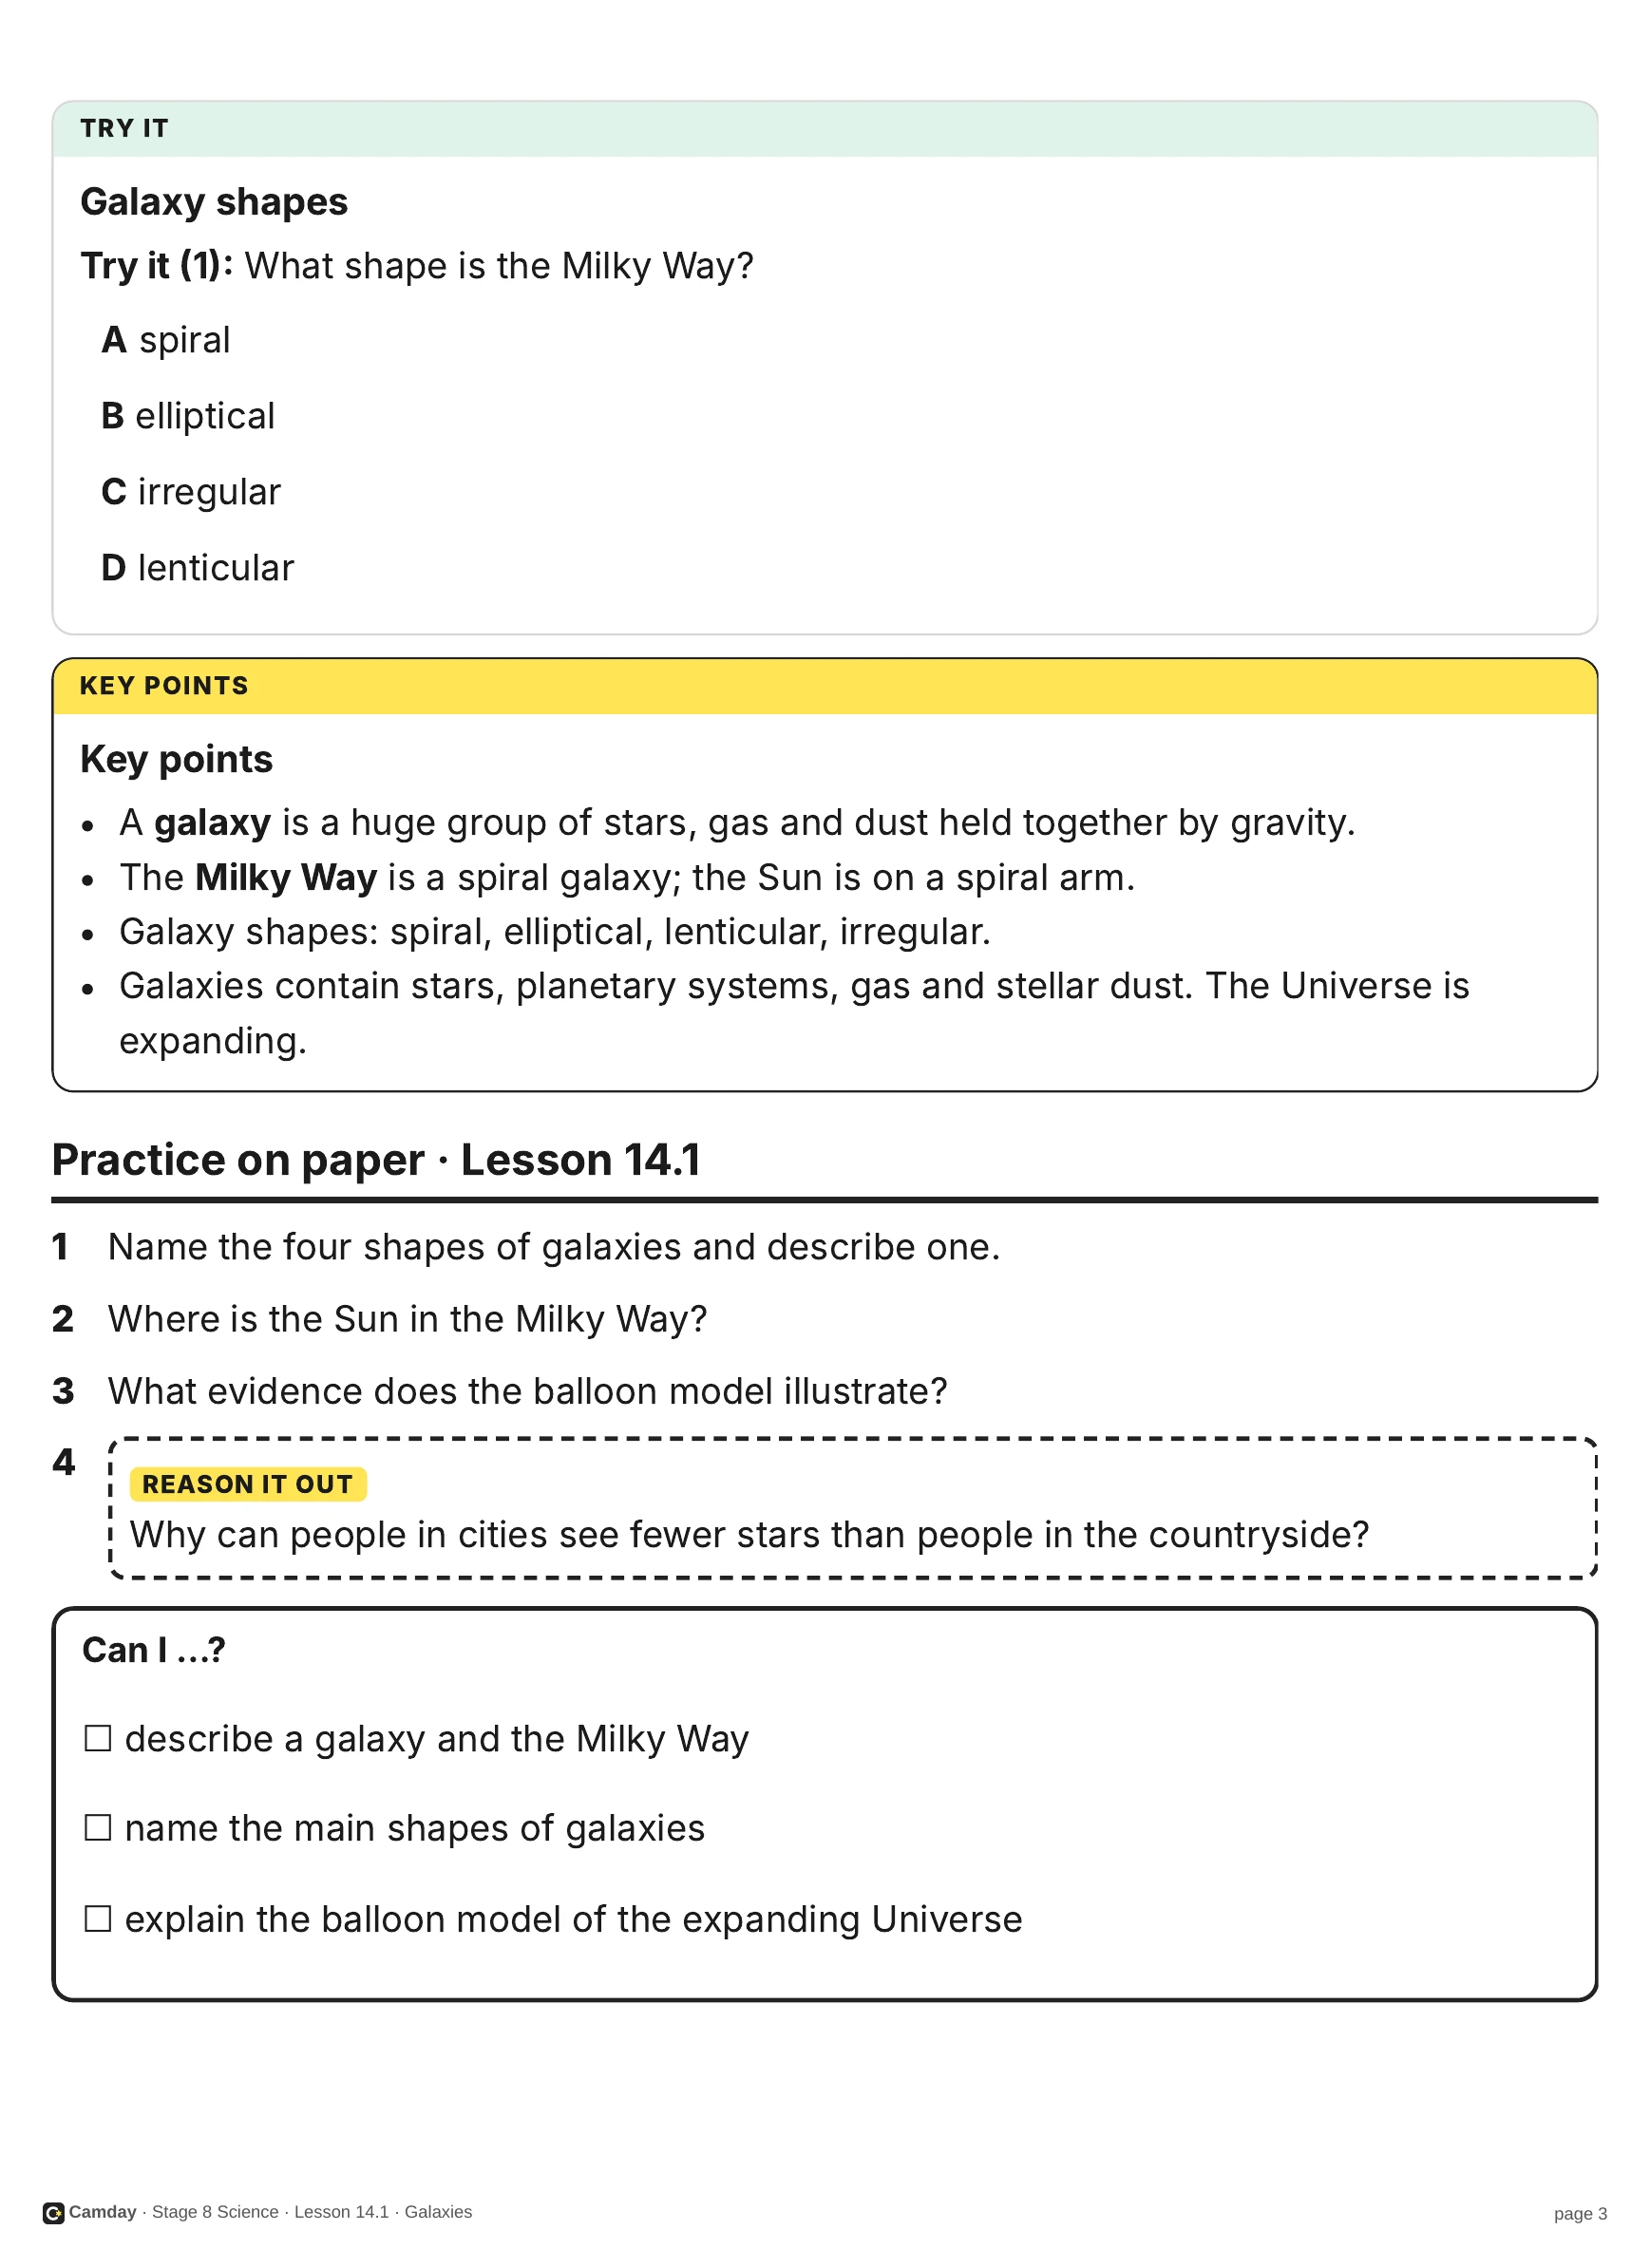 TRY IT
Galaxy shapes
Try it (1): What shape is the Milky Way?
A spiral
B elliptical
C irregular
D lenticular
KEY POINTS
Key points
• A galaxy is a huge group of stars, gas and dust held together by gravity.
• The Milky Way is a spiral galaxy; the Sun is on a spiral arm.
• Galaxy shapes: spiral, elliptical, lenticular, irregular.
• Galaxies contain stars, planetary systems, gas and stellar dust. The Universe is
expanding.
Practice on paper · Lesson 14.1
1 Name the four shapes of galaxies and describe one.
2 Where is the Sun in the Milky Way?
3 What evidence does the balloon model illustrate?
4 REASON IT OUT
Why can people in cities see fewer stars than people in the countryside?
Can I ...?
☐ describe a galaxy and the Milky Way
☐ name the main shapes of galaxies
☐ explain the balloon model of the expanding Universe
Camday · Stage 8 Science · Lesson 14.1 · Galaxies
page 3